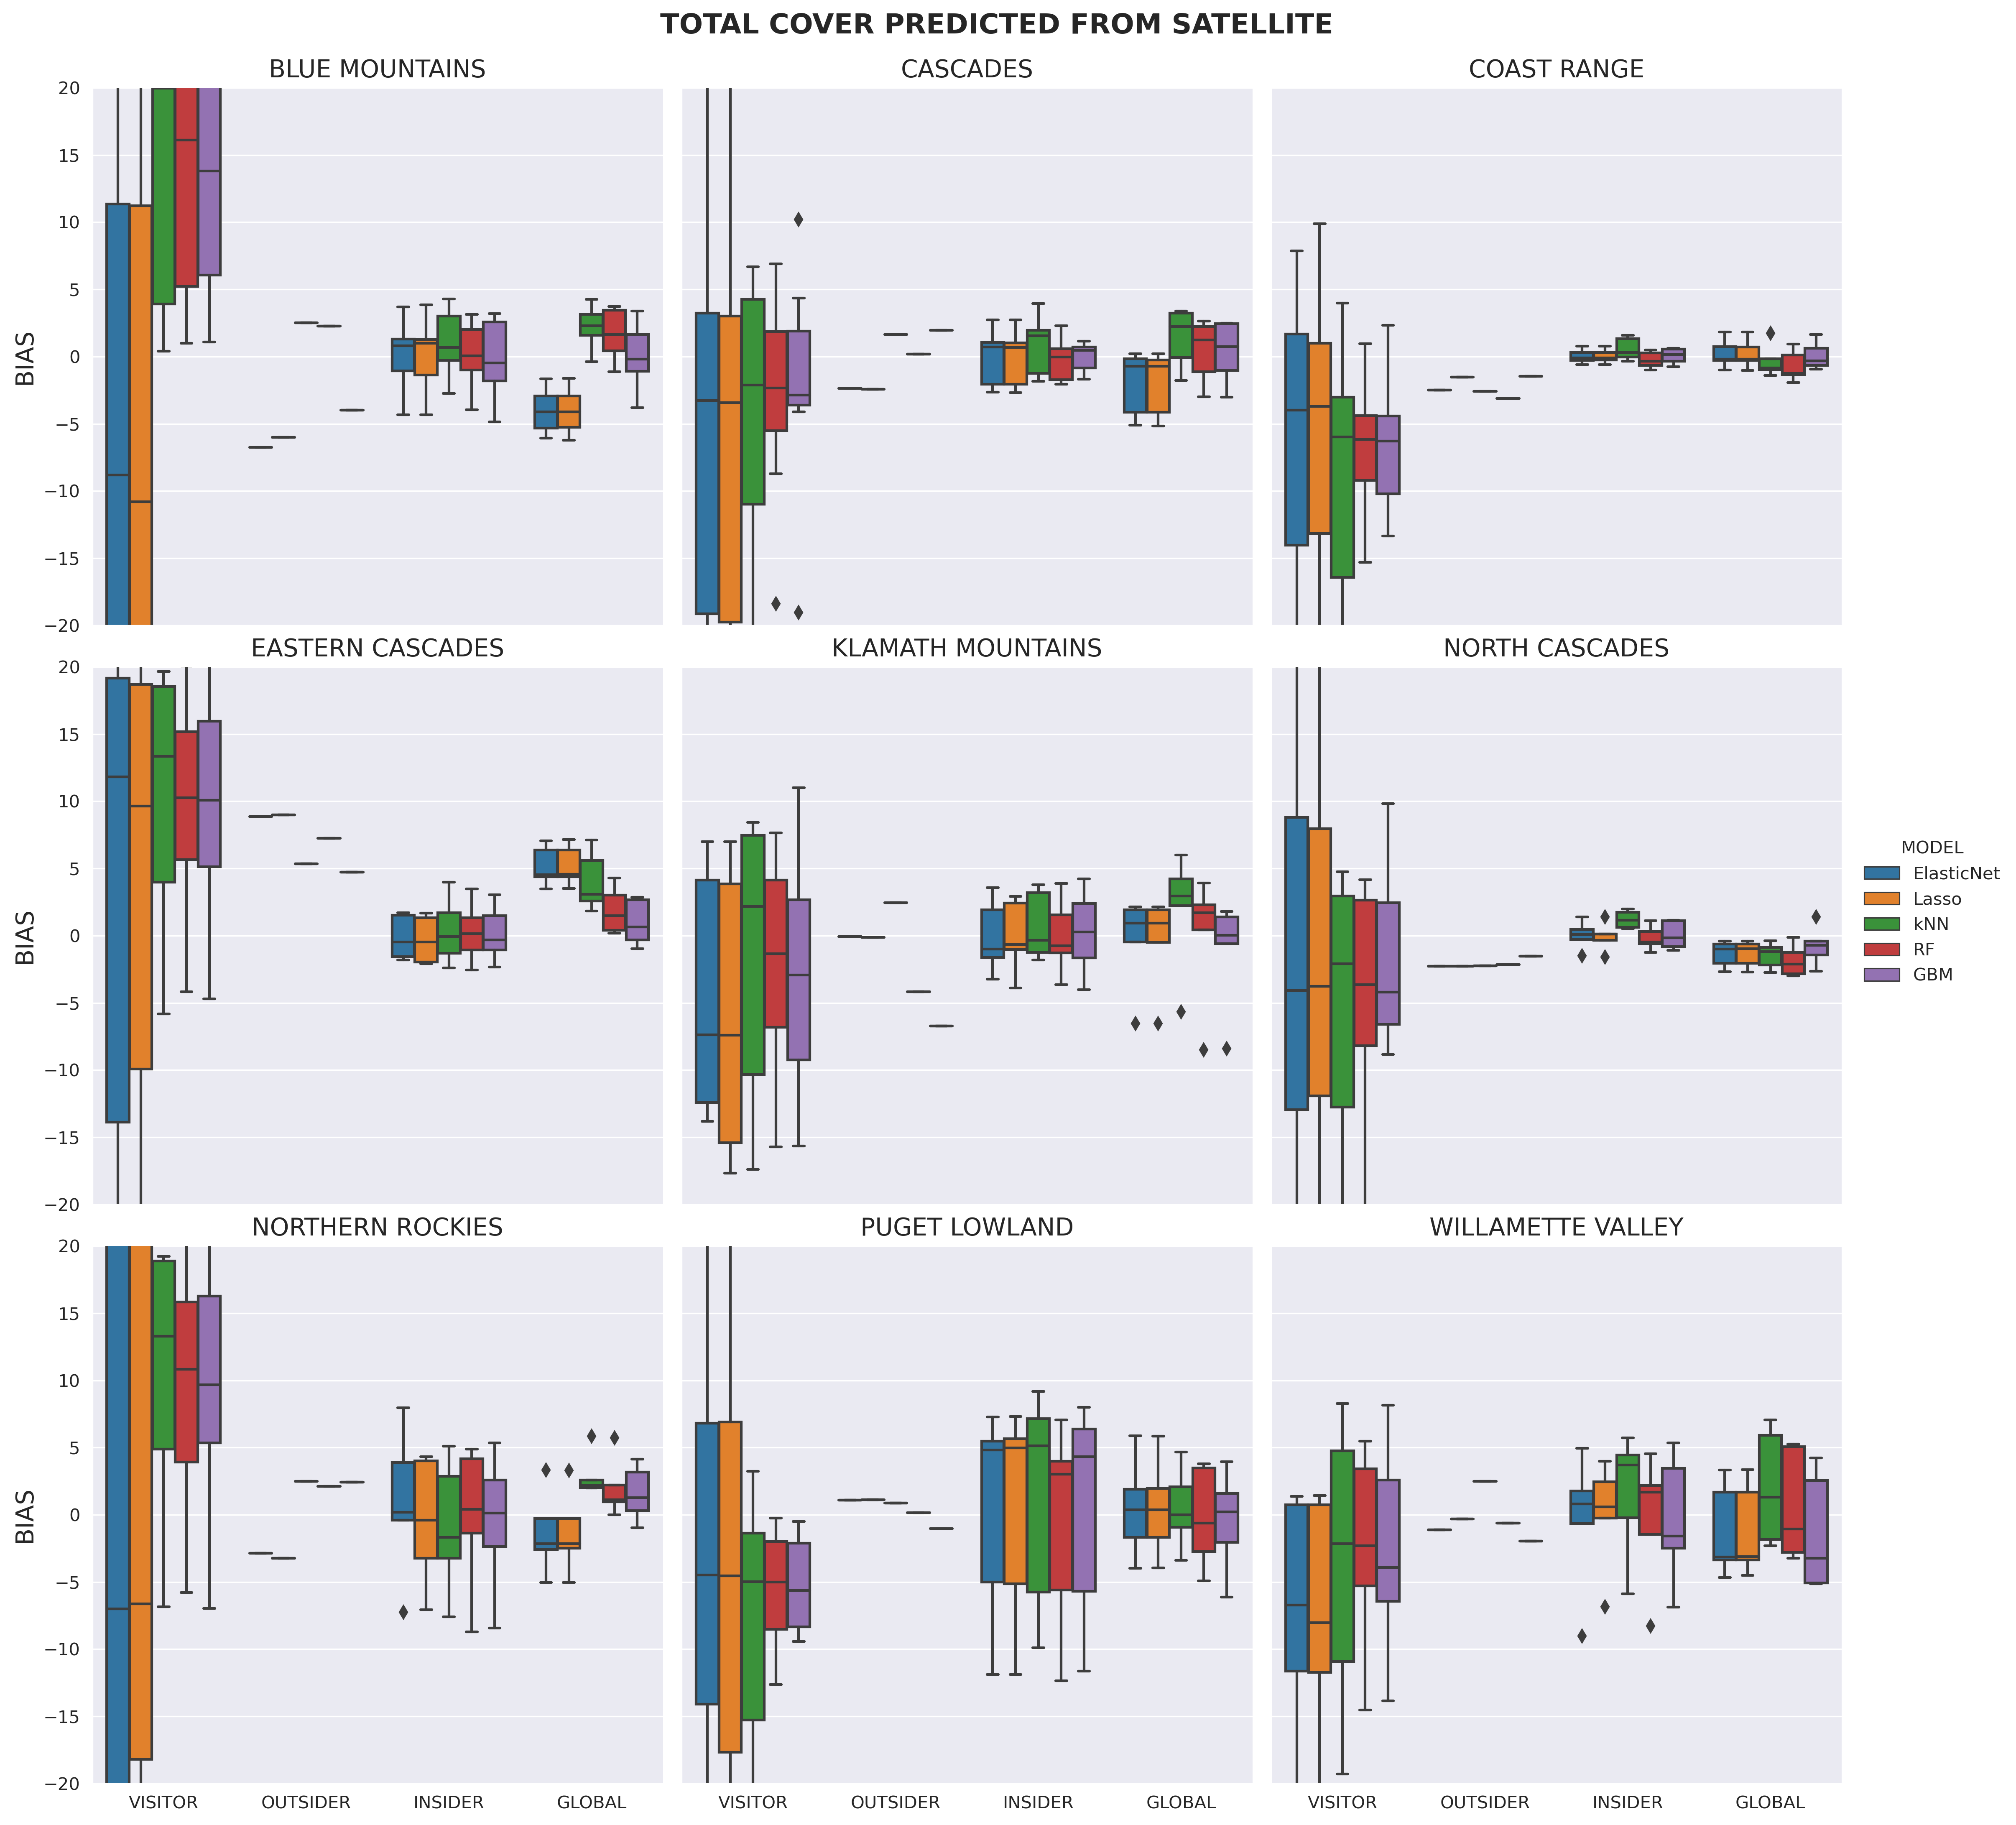 TOTAL COVER PREDICTED FROM SATELLITE
BLUE MOUNTAINS
CASCADES
COAST RANGE
20
15
10
5
0
−5
−10
−15
−20
BIAS
EASTERN CASCADES
KLAMATH MOUNTAINS
NORTH CASCADES
20
15
10
5
0
−5
−10
−15
−20
BIAS
MODEL
ElasticNet
Lasso
kNN
RF
GBM
NORTHERN ROCKIES
PUGET LOWLAND
WILLAMETTE VALLEY
20
15
10
5
0
−5
−10
−15
−20
BIAS
VISITOR OUTSIDER INSIDER GLOBAL
VISITOR OUTSIDER INSIDER GLOBAL
VISITOR OUTSIDER INSIDER GLOBAL